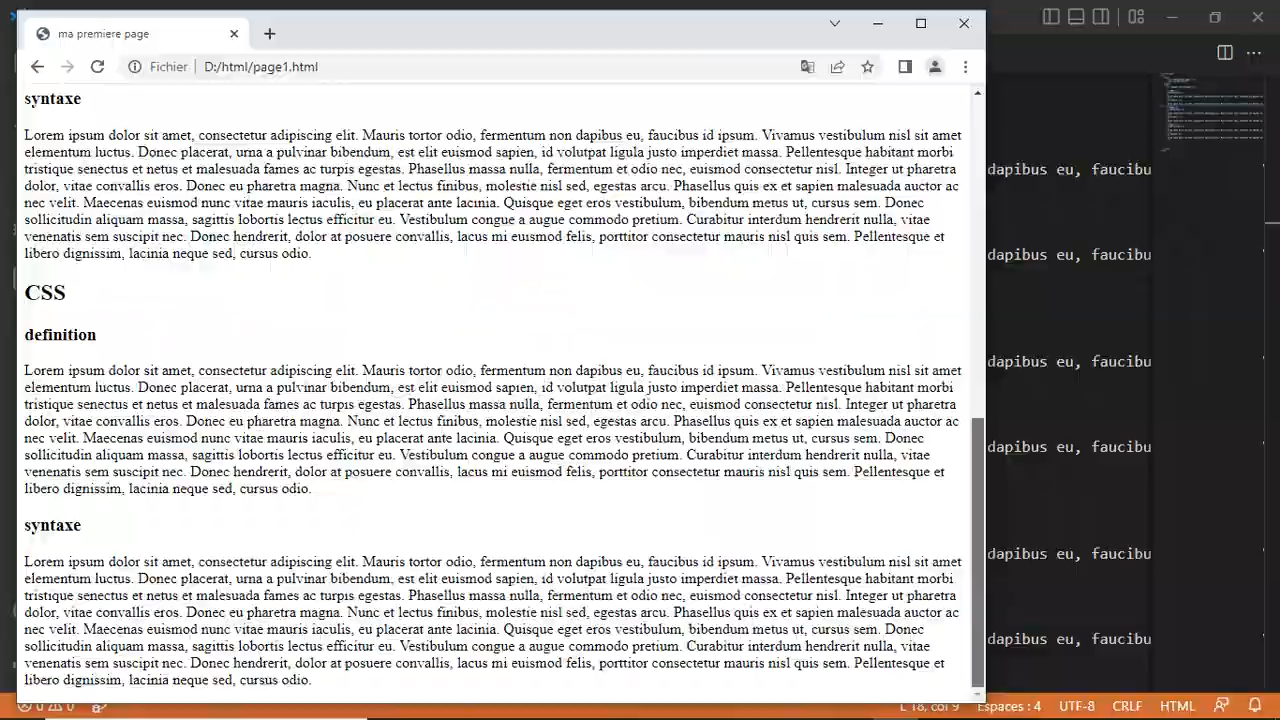 ma premiere page
Fichier D:/html/page1.html
syntaxe
Lorem ipsum dolor sit amet, consectetur adipiscing elit. Mauris tortor odio, fermentum non dapibus eu, faucibus id ipsum. Vivamus vestibulum nisl sit amet
elementum luctus. Donec placerat, urna a pulvinar bibendum, est elit euismod sapien, id volutpat ligula justo imperdiet massa. Pellentesque habitant morbi
tristique senectus et netus et malesuada fames ac turpis egestas. Phasellus massa nulla, fermentum et odio nec, euismod consectetur nisl. Integer ut pharetra
dolor, vitae convallis eros. Donec eu pharetra magna. Nunc et lectus finibus, molestie nisl sed, egestas arcu. Phasellus quis ex et sapien malesuada auctor ac
nec velit. Maecenas euismod nunc vitae mauris iaculis, eu placerat ante lacinia. Quisque eget eros vestibulum, bibendum metus ut, cursus sem. Donec
sollicitudin aliquam massa, sagittis lobortis lectus efficitur eu. Vestibulum congue a augue commodo pretium. Curabitur interdum hendrerit nulla, vitae
venenatis sem suscipit nec. Donec hendrerit, dolor at posuere convallis, lacus mi euismod felis, porttitor consectetur mauris nisl quis sem. Pellentesque et
libero dignissim, lacinia neque sed, cursus odio.
CSS
definition
Lorem ipsum dolor sit amet, consectetur adipiscing elit. Mauris tortor odio, fermentum non dapibus eu, faucibus id ipsum. Vivamus vestibulum nisl sit amet
elementum luctus. Donec placerat, urna a pulvinar bibendum, est elit euismod sapien, id volutpat ligula justo imperdiet massa. Pellentesque habitant morbi
tristique senectus et netus et malesuada fames ac turpis egestas. Phasellus massa nulla, fermentum et odio nec, euismod consectetur nisl. Integer ut pharetra
dolor, vitae convallis eros. Donec eu pharetra magna. Nunc et lectus finibus, molestie nisl sed, egestas arcu. Phasellus quis ex et sapien malesuada auctor ac
nec velit. Maecenas euismod nunc vitae mauris iaculis, eu placerat ante lacinia. Quisque eget eros vestibulum, bibendum metus ut, cursus sem. Donec
sollicitudin aliquam massa, sagittis lobortis lectus efficitur eu. Vestibulum congue a augue commodo pretium. Curabitur interdum hendrerit nulla, vitae
venenatis sem suscipit nec. Donec hendrerit, dolor at posuere convallis, lacus mi euismod felis, porttitor consectetur mauris nisl quis sem. Pellentesque et
libero dignissim, lacinia neque sed, cursus odio.
syntaxe
Lorem ipsum dolor sit amet, consectetur adipiscing elit. Mauris tortor odio, fermentum non dapibus eu, faucibus id ipsum. Vivamus vestibulum nisl sit amet
elementum luctus. Donec placerat, urna a pulvinar bibendum, est elit euismod sapien, id volutpat ligula justo imperdiet massa. Pellentesque habitant morbi
tristique senectus et netus et malesuada fames ac turpis egestas. Phasellus massa nulla, fermentum et odio nec, euismod consectetur nisl. Integer ut pharetra
dolor, vitae convallis eros. Donec eu pharetra magna. Nunc et lectus finibus, molestie nisl sed, egestas arcu. Phasellus quis ex et sapien malesuada auctor ac
nec velit. Maecenas euismod nunc vitae mauris iaculis, eu placerat ante lacinia. Quisque eget eros vestibulum, bibendum metus ut, cursus sem. Donec
sollicitudin aliquam massa, sagittis lobortis lectus efficitur eu. Vestibulum congue a augue commodo pretium. Curabitur interdum hendrerit nulla, vitae
venenatis sem suscipit nec. Donec hendrerit, dolor at posuere convallis, lacus mi euismod felis, porttitor consectetur mauris nisl quis sem. Pellentesque et
libero dignissim, lacinia neque sed, cursus odio.
dapibus eu, faucibu
dapibus eu, faucibu
dapibus eu, faucibu
dapibus eu, faucibu
dapibus eu, faucibu
dapibus eu, faucibu
0 0 L 18, col 9 Espaces : 4 UTF-8 CRLF HTML